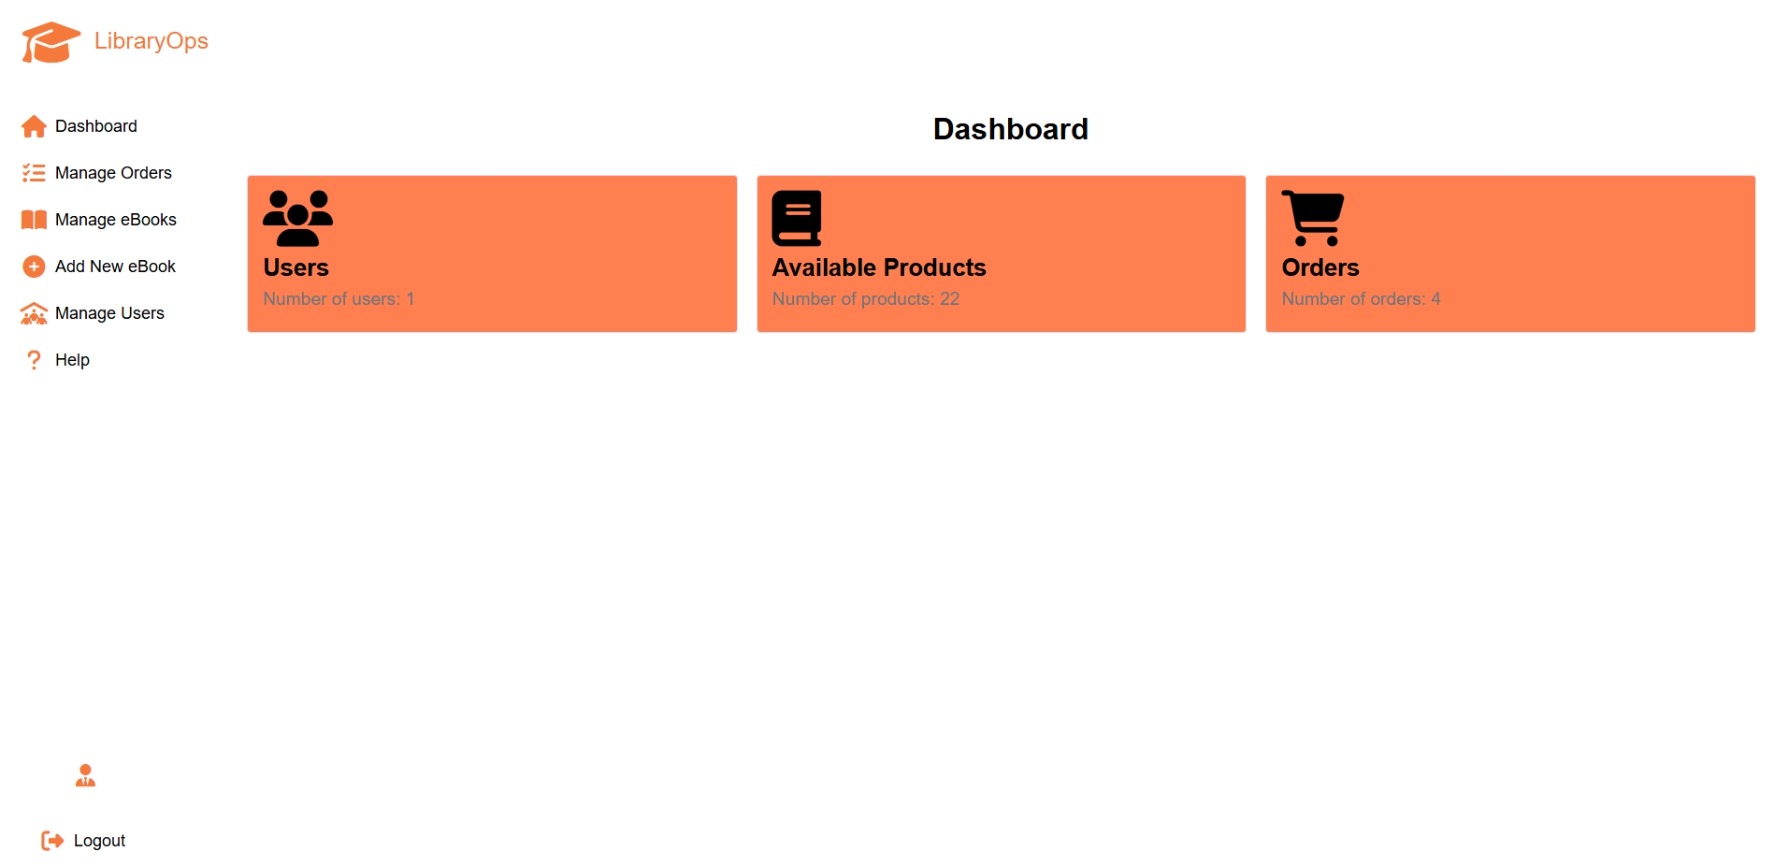 LibraryOps
Dashboard
Manage Orders
Manage eBooks
Add New eBook
Manage Users
Help
Logout
Dashboard
Users
Number of users: 1
Available Products
Number of products: 22
Orders
Number of orders: 4